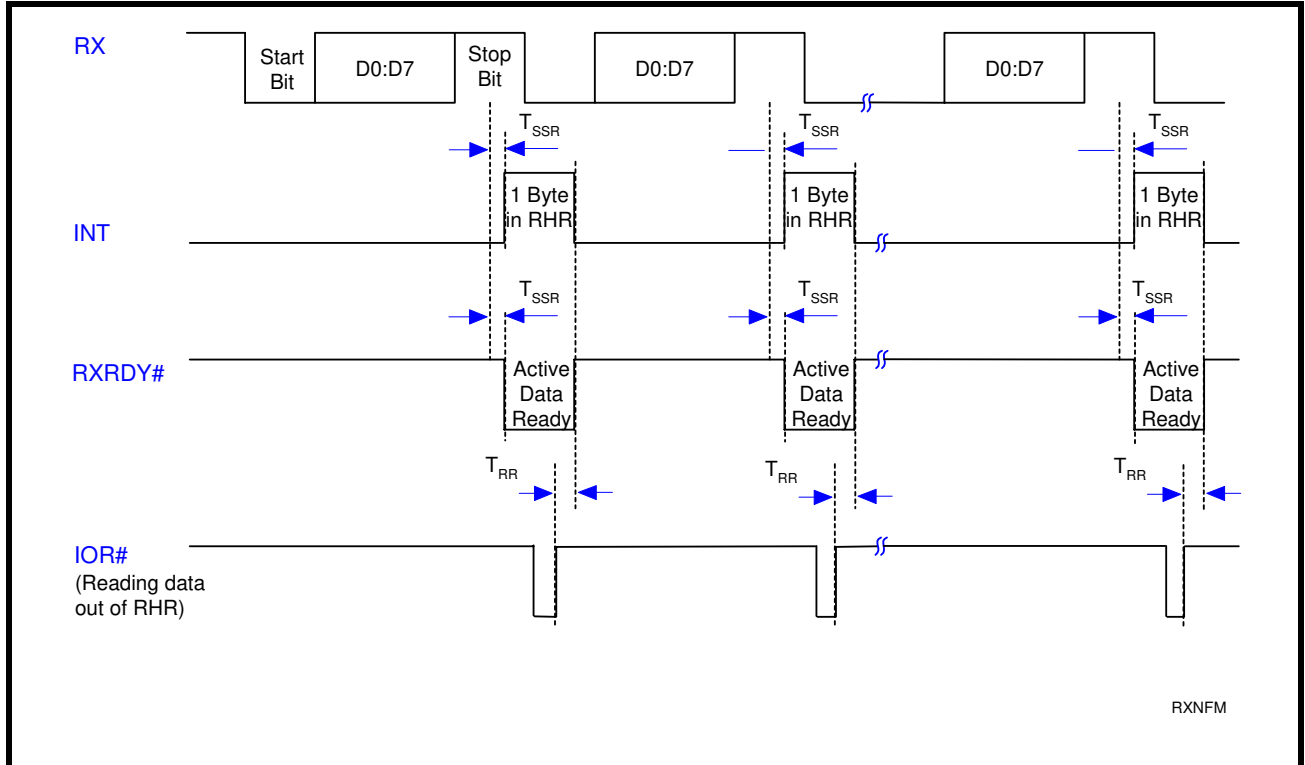 RX
Start
Bit
D0:D7
Stop
Bit
D0:D7
D0:D7
TSSR
TSSR
TSSR
INT
1 Byte
in RHR
1 Byte
in RHR
1 Byte
in RHR
TSSR
TSSR
TSSR
RXRDY#
Active
Data
Ready
Active
Data
Ready
Active
Data
Ready
TRR
TRR
TRR
IOR#
(Reading data
out of RHR)
RXNFM